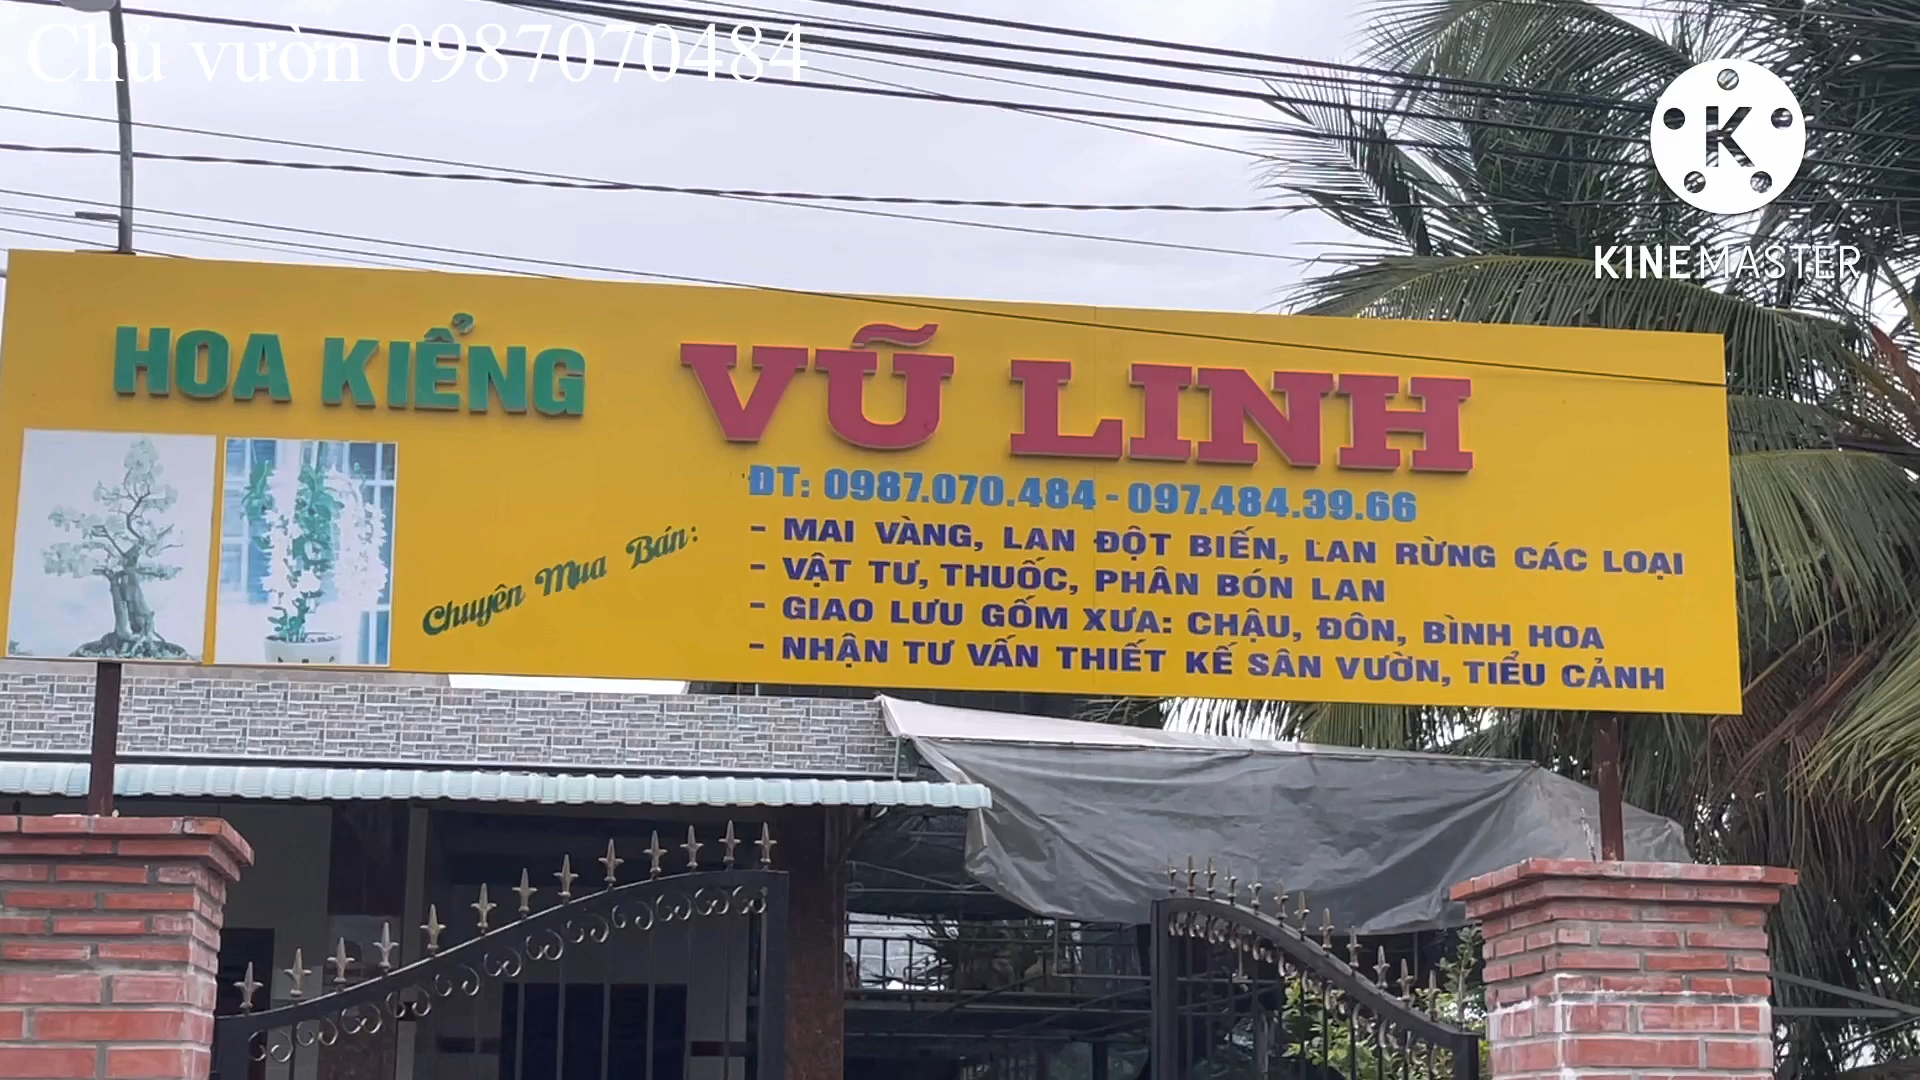 Chủ vườn 0987070484
K
KINEMASTER
HOA KIỂNG VŨ LINH
ĐT: 0987.070.484 - 097.484.39.66
Chuyên Mua Bán:
- MAI VÀNG, LAN ĐỘT BIẾN, LAN RỪNG CÁC LOẠI
- VẬT TƯ, THUỐC, PHÂN BÓN LAN
- GIAO LƯU GỐM XƯA: CHẬU, ĐÔN, BÌNH HOA
- NHẬN TƯ VẤN THIẾT KẾ SÂN VƯỜN, TIỂU CẢNH